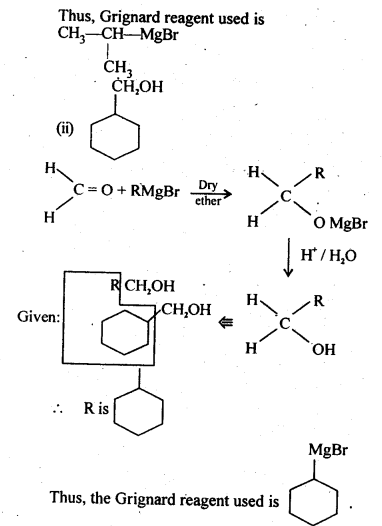 Thus, Grignard reagent used is
CH₃—CH—MgBr
CH₃
CH₂OH
(ii)
H
H
C = O + RMgBr
Dry
ether
H
R
C
H
O MgBr
H⁺ / H₂O
R CH₂OH
CH₂OH
Given:
H
R
C
H
OH
∴ R is
MgBr
Thus, the Grignard reagent used is .